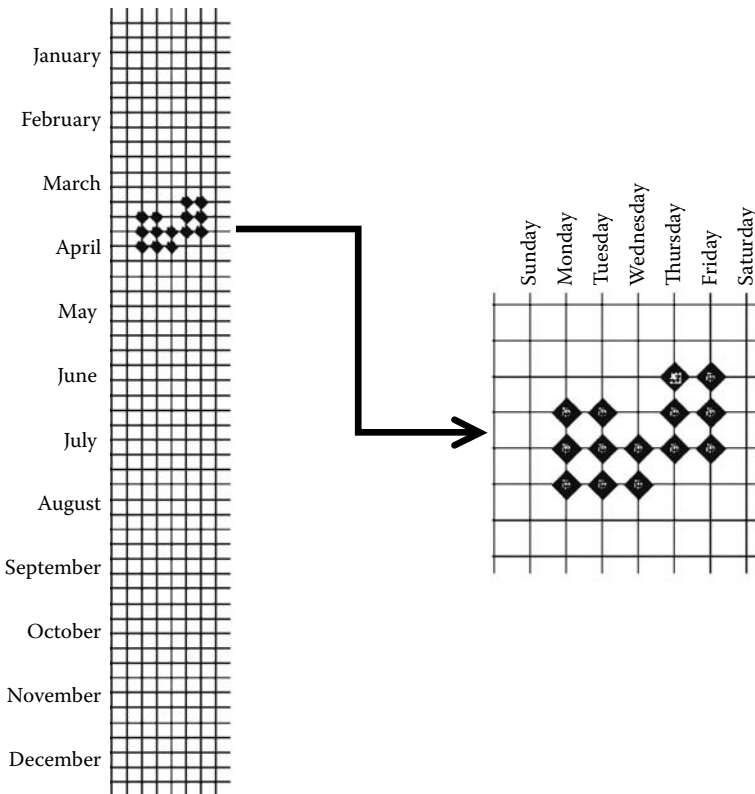 January
February
March
April
May
June
July
August
September
October
November
December
Sunday
Monday
Tuesday
Wednesday
Thursday
Friday
Saturday